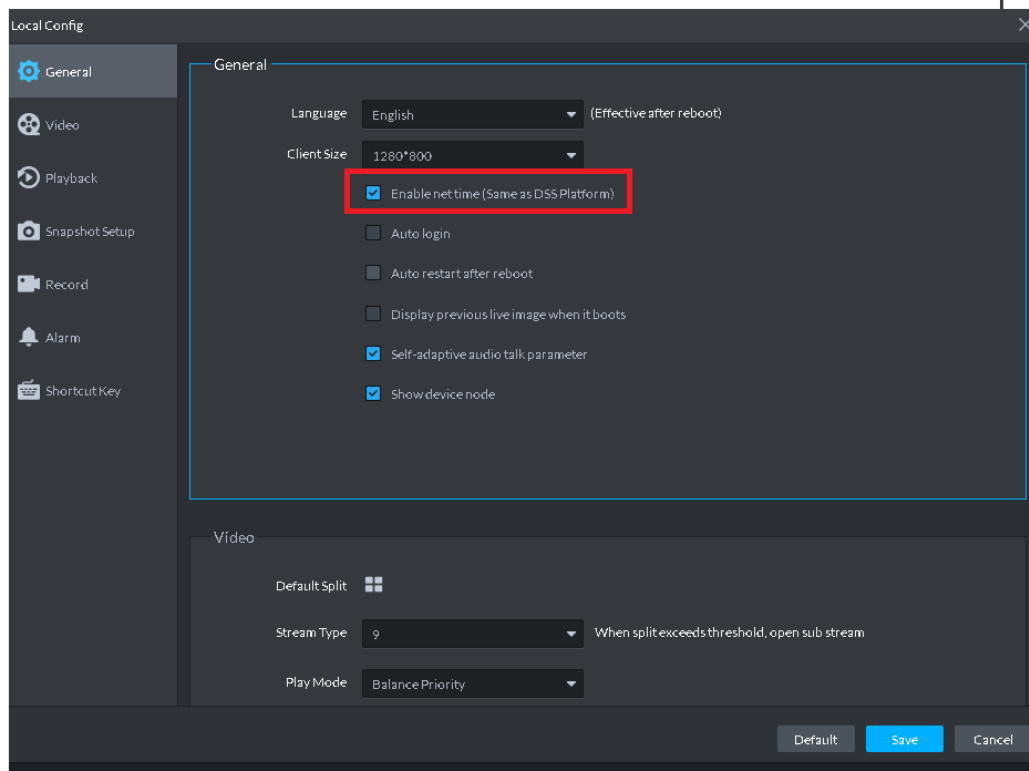 Local Config
General
Video
Playback
Snapshot Setup
Record
Alarm
Shortcut Key
General
Language English (Effective after reboot)
Client Size 1280*800
Enable net time (Same as DSS Platform)
Auto login
Auto restart after reboot
Display previous live image when it boots
Self-adaptive audio talk parameter
Show device node
Video
Default Split
Stream Type 9 When split exceeds threshold, open sub stream
Play Mode Balance Priority
Default Save Cancel